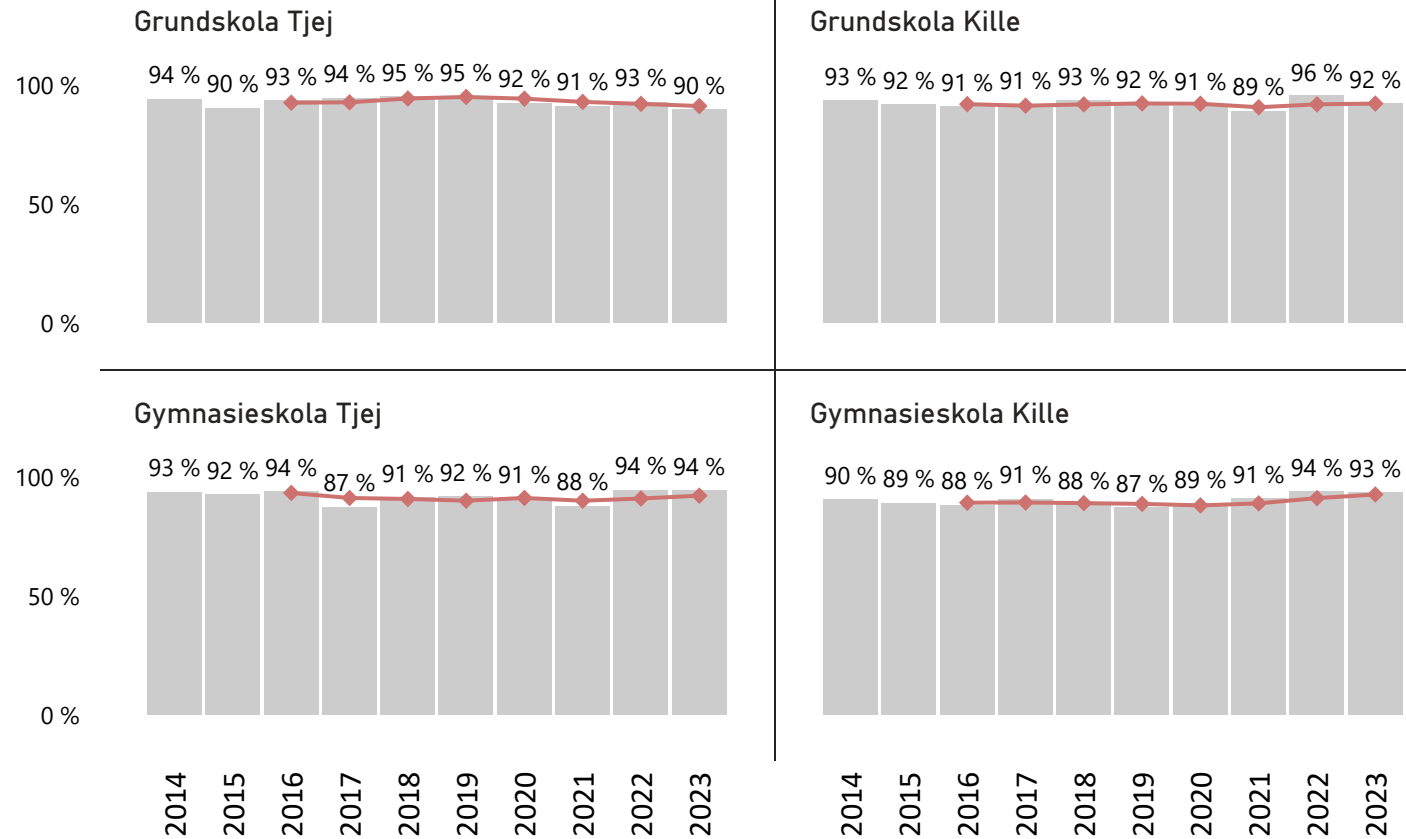 Grundskola Tjej
94 % 90 % 93 % 94 % 95 % 95 % 92 % 91 % 93 % 90 %
100 %
50 %
0 %
Grundskola Kille
93 % 92 % 91 % 91 % 93 % 92 % 91 % 89 % 96 % 92 %
Gymnasieskola Tjej
93 % 92 % 94 % 87 % 91 % 92 % 91 % 88 % 94 % 94 %
100 %
50 %
0 %
2014 2015 2016 2017 2018 2019 2020 2021 2022 2023
Gymnasieskola Kille
90 % 89 % 88 % 91 % 88 % 87 % 89 % 91 % 94 % 93 %
2014 2015 2016 2017 2018 2019 2020 2021 2022 2023